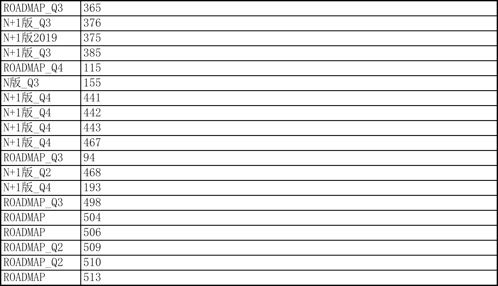 ROADMAP_Q3 365
N+1版_Q3 376
N+1版2019 375
N+1版_Q3 385
ROADMAP_Q4 115
N版_Q3 155
N+1版_Q4 441
N+1版_Q4 442
N+1版_Q4 443
N+1版_Q4 467
ROADMAP_Q3 94
N+1版_Q2 468
N+1版_Q4 193
ROADMAP_Q3 498
ROADMAP 504
ROADMAP 506
ROADMAP_Q2 509
ROADMAP_Q2 510
ROADMAP 513